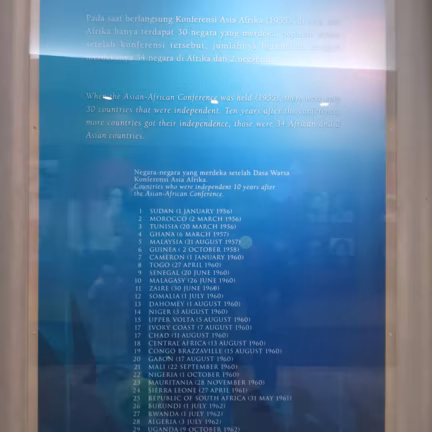 Pada saat berlangsung Konferensi Asia Afrika (1955), di
Afrika hanya terdapat 30 negara yang merdeka
setelah konferensi tersebut, jumlah
34 negara di Afrika dan 2 negara
When the Asian-African Conference was held (1955), there were
30 countries that were independent. Ten years after the conference,
more countries got their independence, those were 34 African and 2
Asian countries.
Negara-negara yang merdeka setelah Dasa Warsa
Konferensi Asia Afrika.
Countries who were independent 10 years after
the Asian-African Conference.
1 SUDAN (1 JANUARY 1956)
2 MOROCCO (2 MARCH 1956)
3 TUNISIA (20 MARCH 1956)
4 GHANA (6 MARCH 1957)
5 MALAYSIA (31 AUGUST 1957)
6 GUINEA ( 2 OCTOBER 1958)
7 CAMERON (1 JANUARY 1960)
8 TOGO (27 APRIL 1960)
9 SENEGAL (20 JUNE 1960)
10 MALAGASY (26 JUNE 1960)
11 ZAIRE (30 JUNE 1960)
12 SOMALIA (1 JULY 1960)
13 DAHOMEY (1 AUGUST 1960)
14 NIGER (3 AUGUST 1960)
15 UPPER VOLTA (5 AUGUST 1960)
16 IVORY COAST (7 AUGUST 1960)
17 CHAD (11 AUGUST 1960)
18 CENTRAL AFRICA (13 AUGUST 1960)
19 CONGO BRAZZAVILLE (15 AUGUST 1960)
20 GABON (17 AUGUST 1960)
21 MALI (22 SEPTEMBER 1960)
22 NIGERIA (1 OCTOBER 1960)
23 MAURITANIA (28 NOVEMBER 1960)
24 SIERRA LEONE (27 APRIL 1961)
25 REPUBLIC OF SOUTH AFRICA (31 MAY 1961)
26 BURUNDI (1 JULY 1962)
27 RWANDA (1 JULY 1962)
28 ALGERIA (3 JULY 1962)
29 UGANDA (9 OCTOBER 1962)